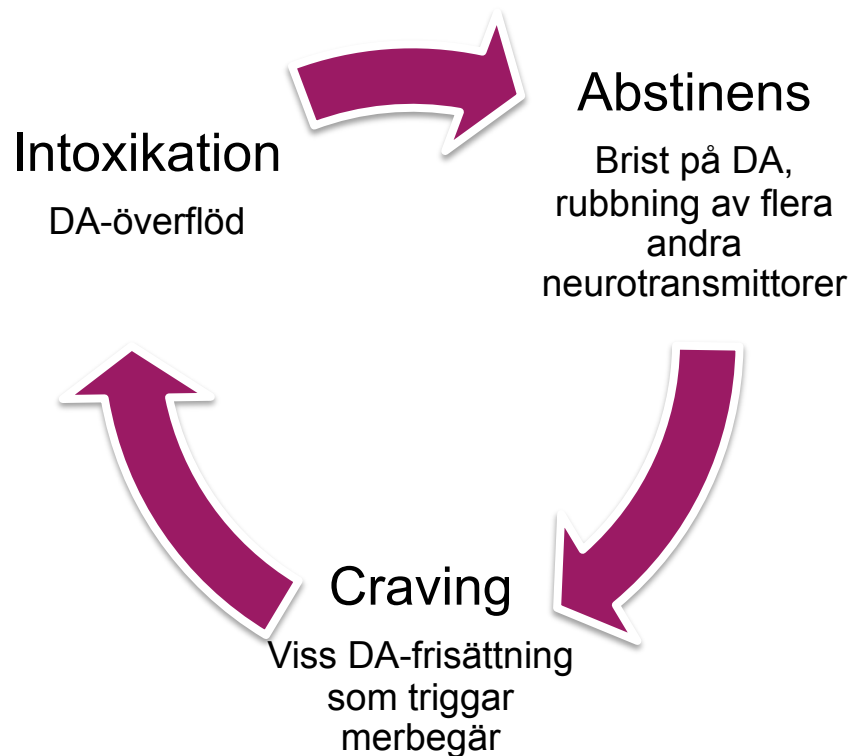 Intoxikation
DA-överflöd
Abstinens
Brist på DA,
rubbning av flera
andra
neurotransmittorer
Craving
Viss DA-frisättning
som triggar
merbegär